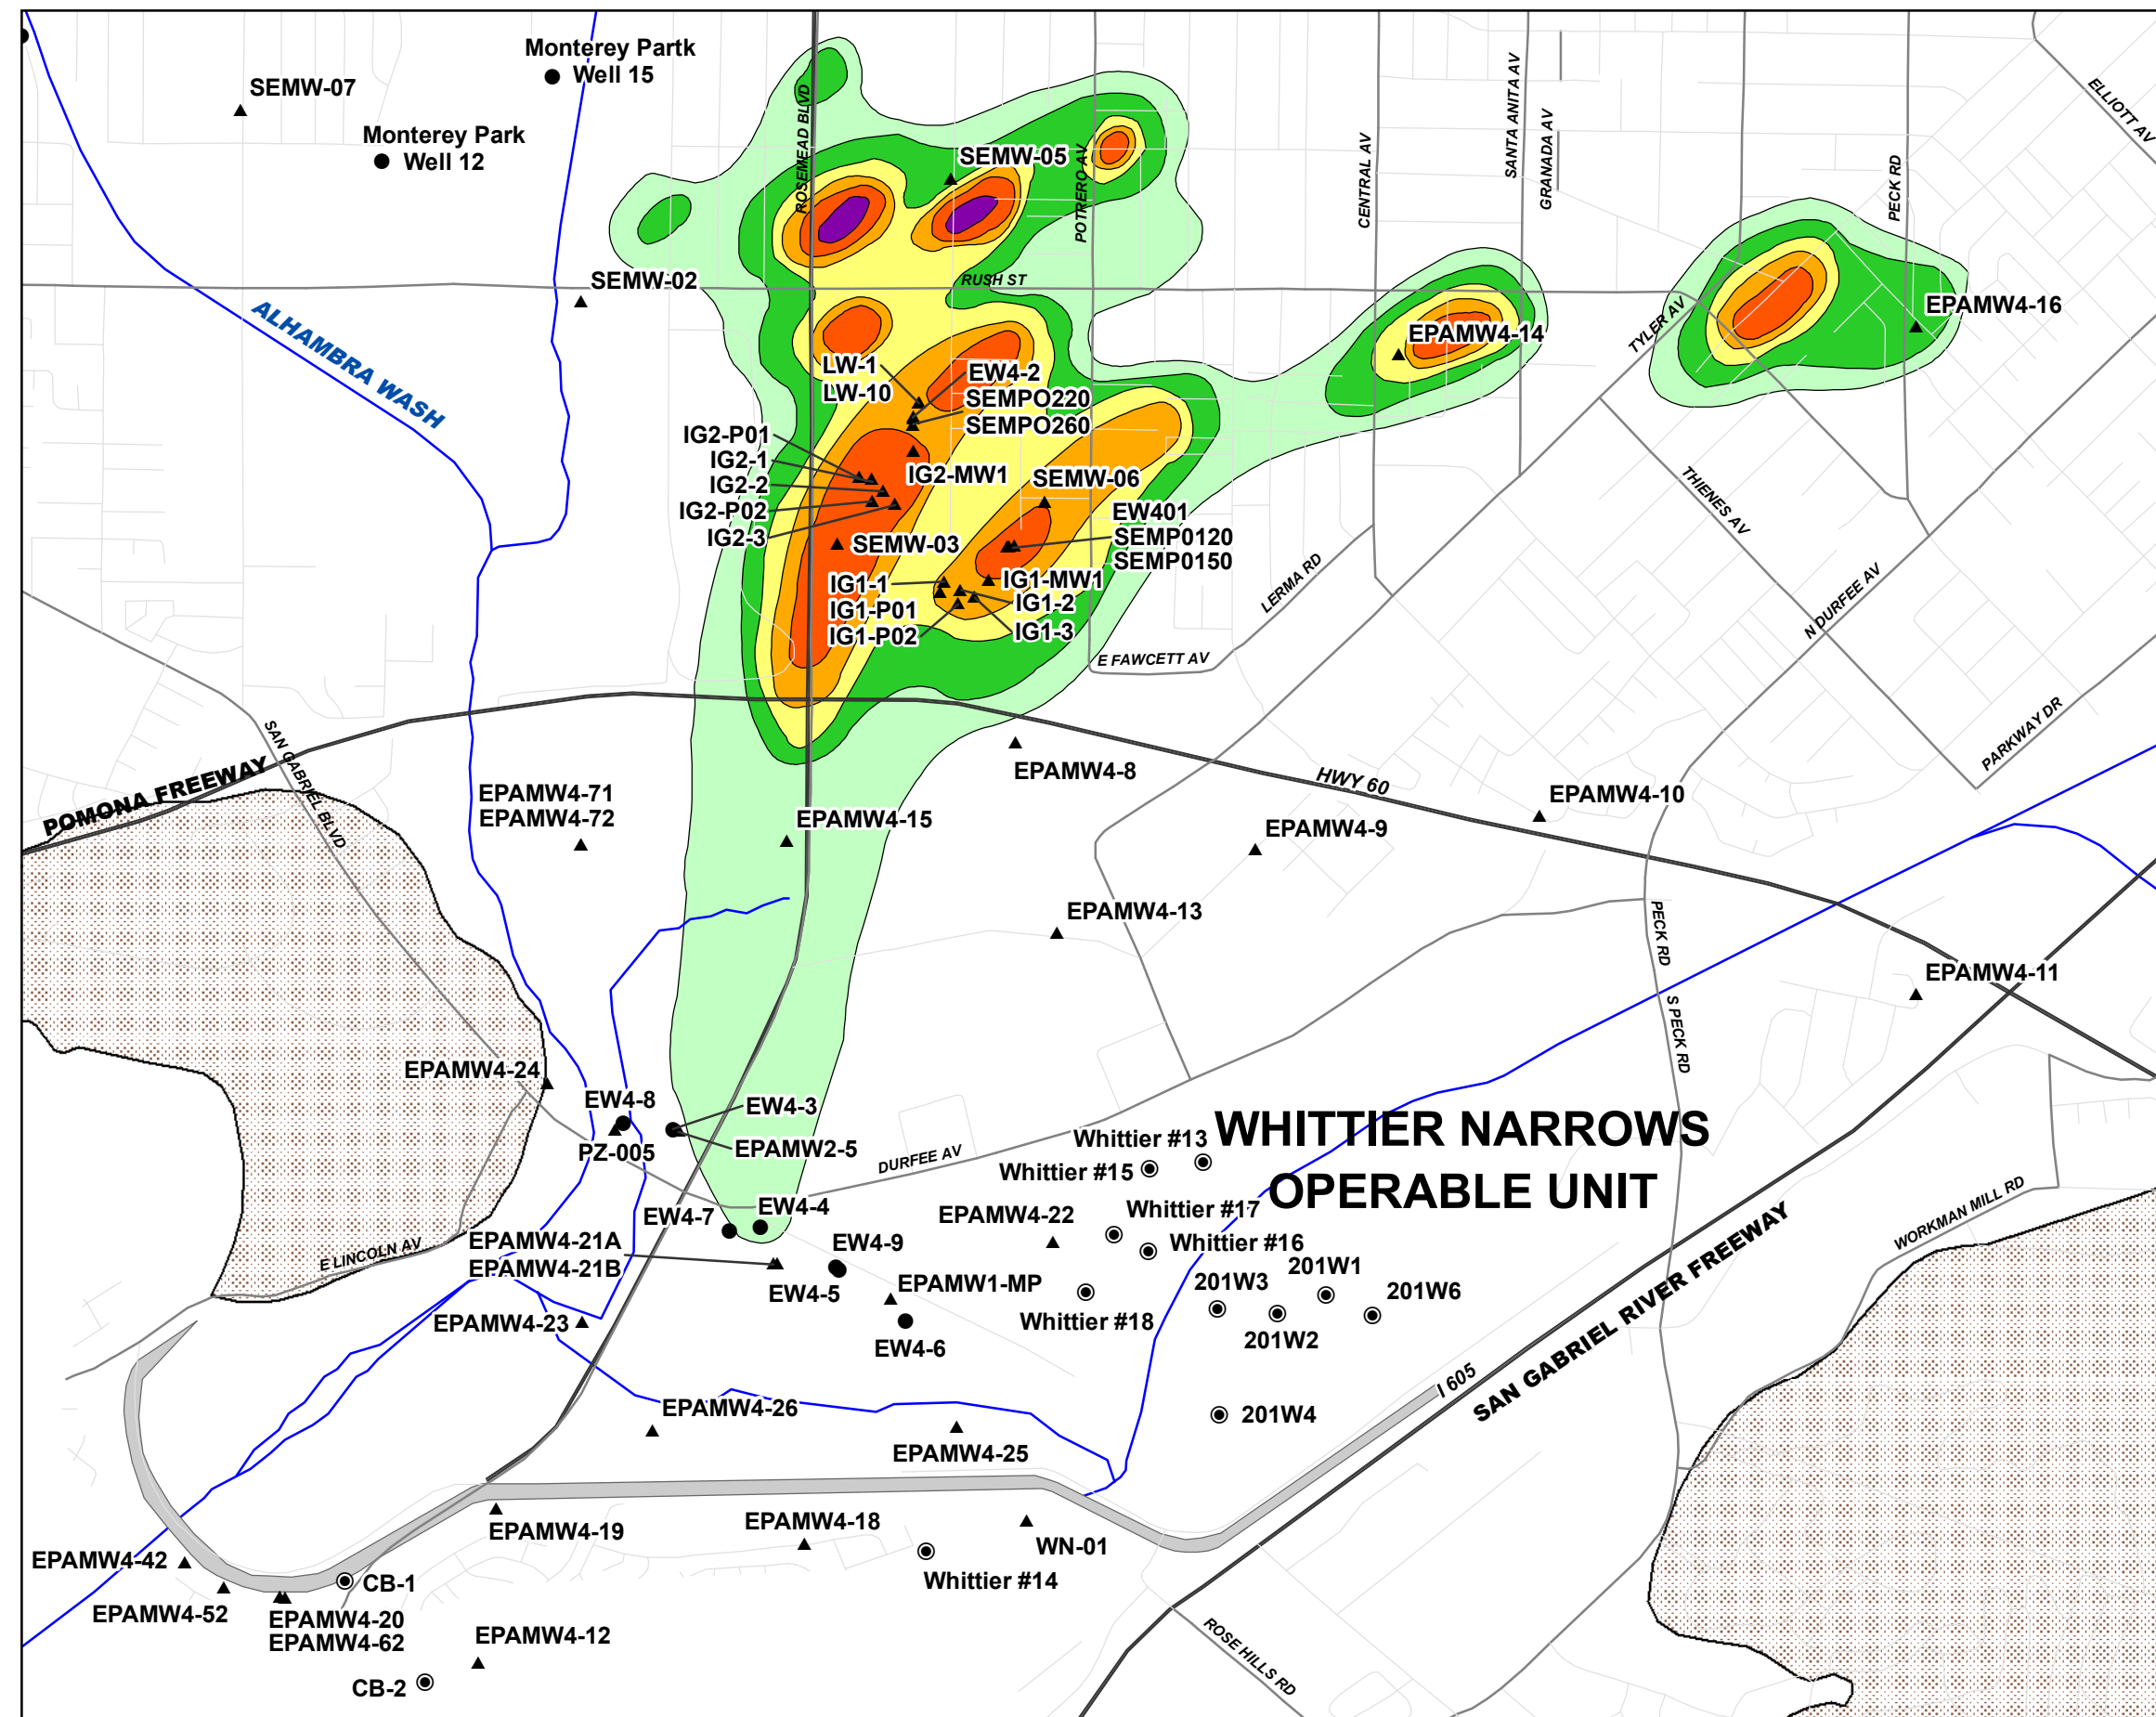 Monterey Partk
Well 15
SEMW-07
Monterey Park
Well 12
ROSEMEAD BLVD
SEMW-05
POTRERO AV
CENTRAL AV
SANTA ANITA AV
GRANADA AV
PECK RD
ELLIOTT AV
SEMW-02
RUSH ST
ALHAMBRA WASH
EPAMW4-14
TYLER AV
EPAMW4-16
LW-1
LW-10
EW4-2
SEMPO220
SEMPO260
IG2-P01
IG2-1
IG2-2
IG2-P02
IG2-3
IG2-MW1
SEMW-06
EW401
SEMP0120
SEMP0150
SEMW-03
IG1-1
IG1-P01
IG1-P02
IG1-MW1
IG1-2
IG1-3
THIENES AV
LERMA RD
N DURFEE AV
E FAWCETT AV
PARKWAY DR
SAN GABRIEL BLVD
POMONA FREEWAY
HWY 60
EPAMW4-8
EPAMW4-71
EPAMW4-72
EPAMW4-15
EPAMW4-9
EPAMW4-10
EPAMW4-13
PECK RD
EPAMW4-11
S PECK RD
EPAMW4-24
EW4-8
PZ-005
EW4-3
EPAMW2-5
DURFEE AV
Whittier #13
Whittier #15
WHITTIER NARROWS
OPERABLE UNIT
EW4-7
EW4-4
EPAMW4-22
Whittier #17
Whittier #16
WORKMAN MILL RD
E LINCOLN AV
EPAMW4-21A
EPAMW4-21B
EW4-9
EW4-5
EPAMW1-MP
Whittier #18
201W3
201W1
201W6
201W2
EPAMW4-23
EW4-6
SAN GABRIEL RIVER FREEWAY
I 605
EPAMW4-26
EPAMW4-25
201W4
EPAMW4-19
EPAMW4-18
WN-01
EPAMW4-42
CB-1
Whittier #14
EPAMW4-52
EPAMW4-20
EPAMW4-62
EPAMW4-12
ROSE HILLS RD
CB-2